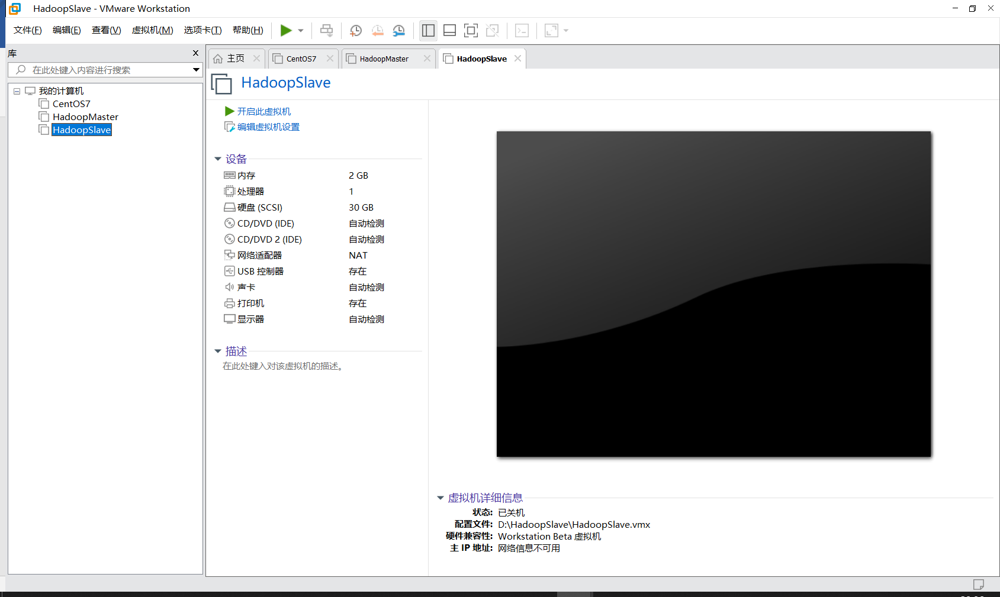 HadoopSlave - VMware Workstation
文件(F) 编辑(E) 查看(V) 虚拟机(M) 选项卡(T) 帮助(H)
库
在此处键入内容进行搜索
我的计算机
CentOS7
HadoopMaster
HadoopSlave
主页 CentOS7 HadoopMaster HadoopSlave
HadoopSlave
开启此虚拟机
编辑虚拟机设置
设备
内存 2 GB
处理器 1
硬盘 (SCSI) 30 GB
CD/DVD (IDE) 自动检测
CD/DVD 2 (IDE) 自动检测
网络适配器 NAT
USB 控制器 存在
声卡 自动检测
打印机 存在
显示器 自动检测
描述
在此处键入对该虚拟机的描述。
虚拟机详细信息
状态: 已关机
配置文件: D:\HadoopSlave\HadoopSlave.vmx
硬件兼容性: Workstation Beta 虚拟机
主 IP 地址: 网络信息不可用